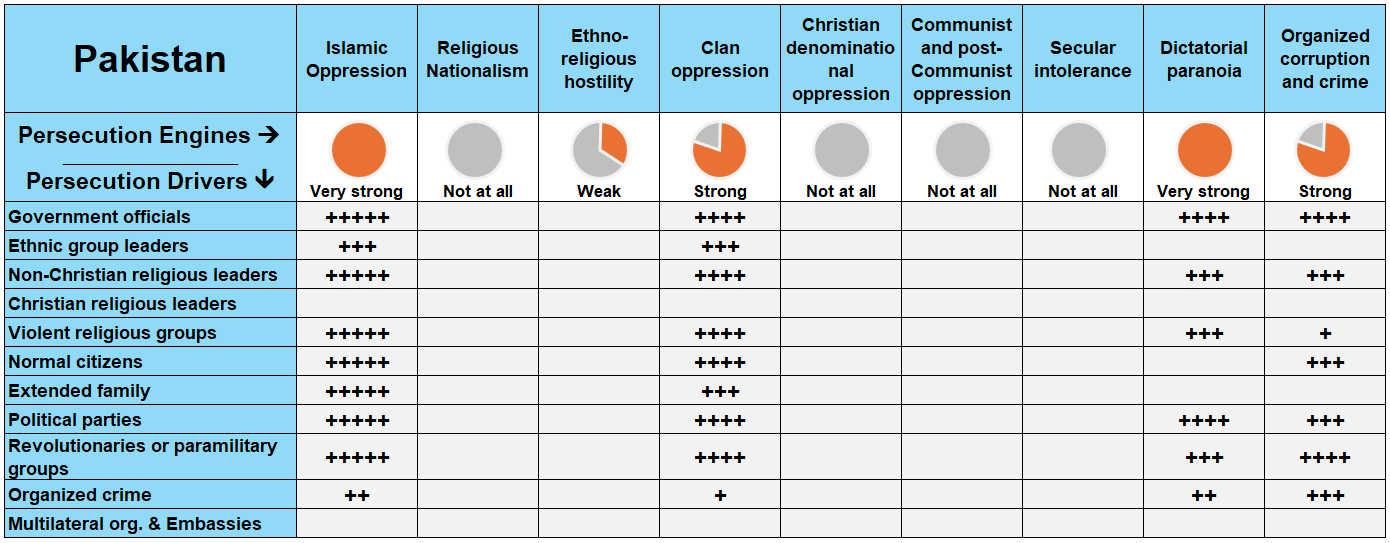 Pakistan
Islamic
Oppression
Religious
Nationalism
Ethno-
religious
hostility
Clan
oppression
Christian
denominatio
nal
oppression
Communist
and post-
Communist
oppression
Secular
intolerance
Dictatorial
paranoia
Organized
corruption
and crime
Persecution Engines →
Persecution Drivers ↓
Very strong
Not at all
Weak
Strong
Not at all
Not at all
Not at all
Very strong
Strong
Government officials +++++ ++++ ++++ ++++
Ethnic group leaders +++ +++
Non-Christian religious leaders +++++ ++++ +++ +++
Christian religious leaders
Violent religious groups +++++ ++++ +++ +
Normal citizens +++++ ++++ +++
Extended family +++++ +++
Political parties +++++ ++++ ++++ +++
Revolutionaries or paramilitary
groups +++++ ++++ +++ ++++
Organized crime ++ + ++ +++
Multilateral org. & Embassies